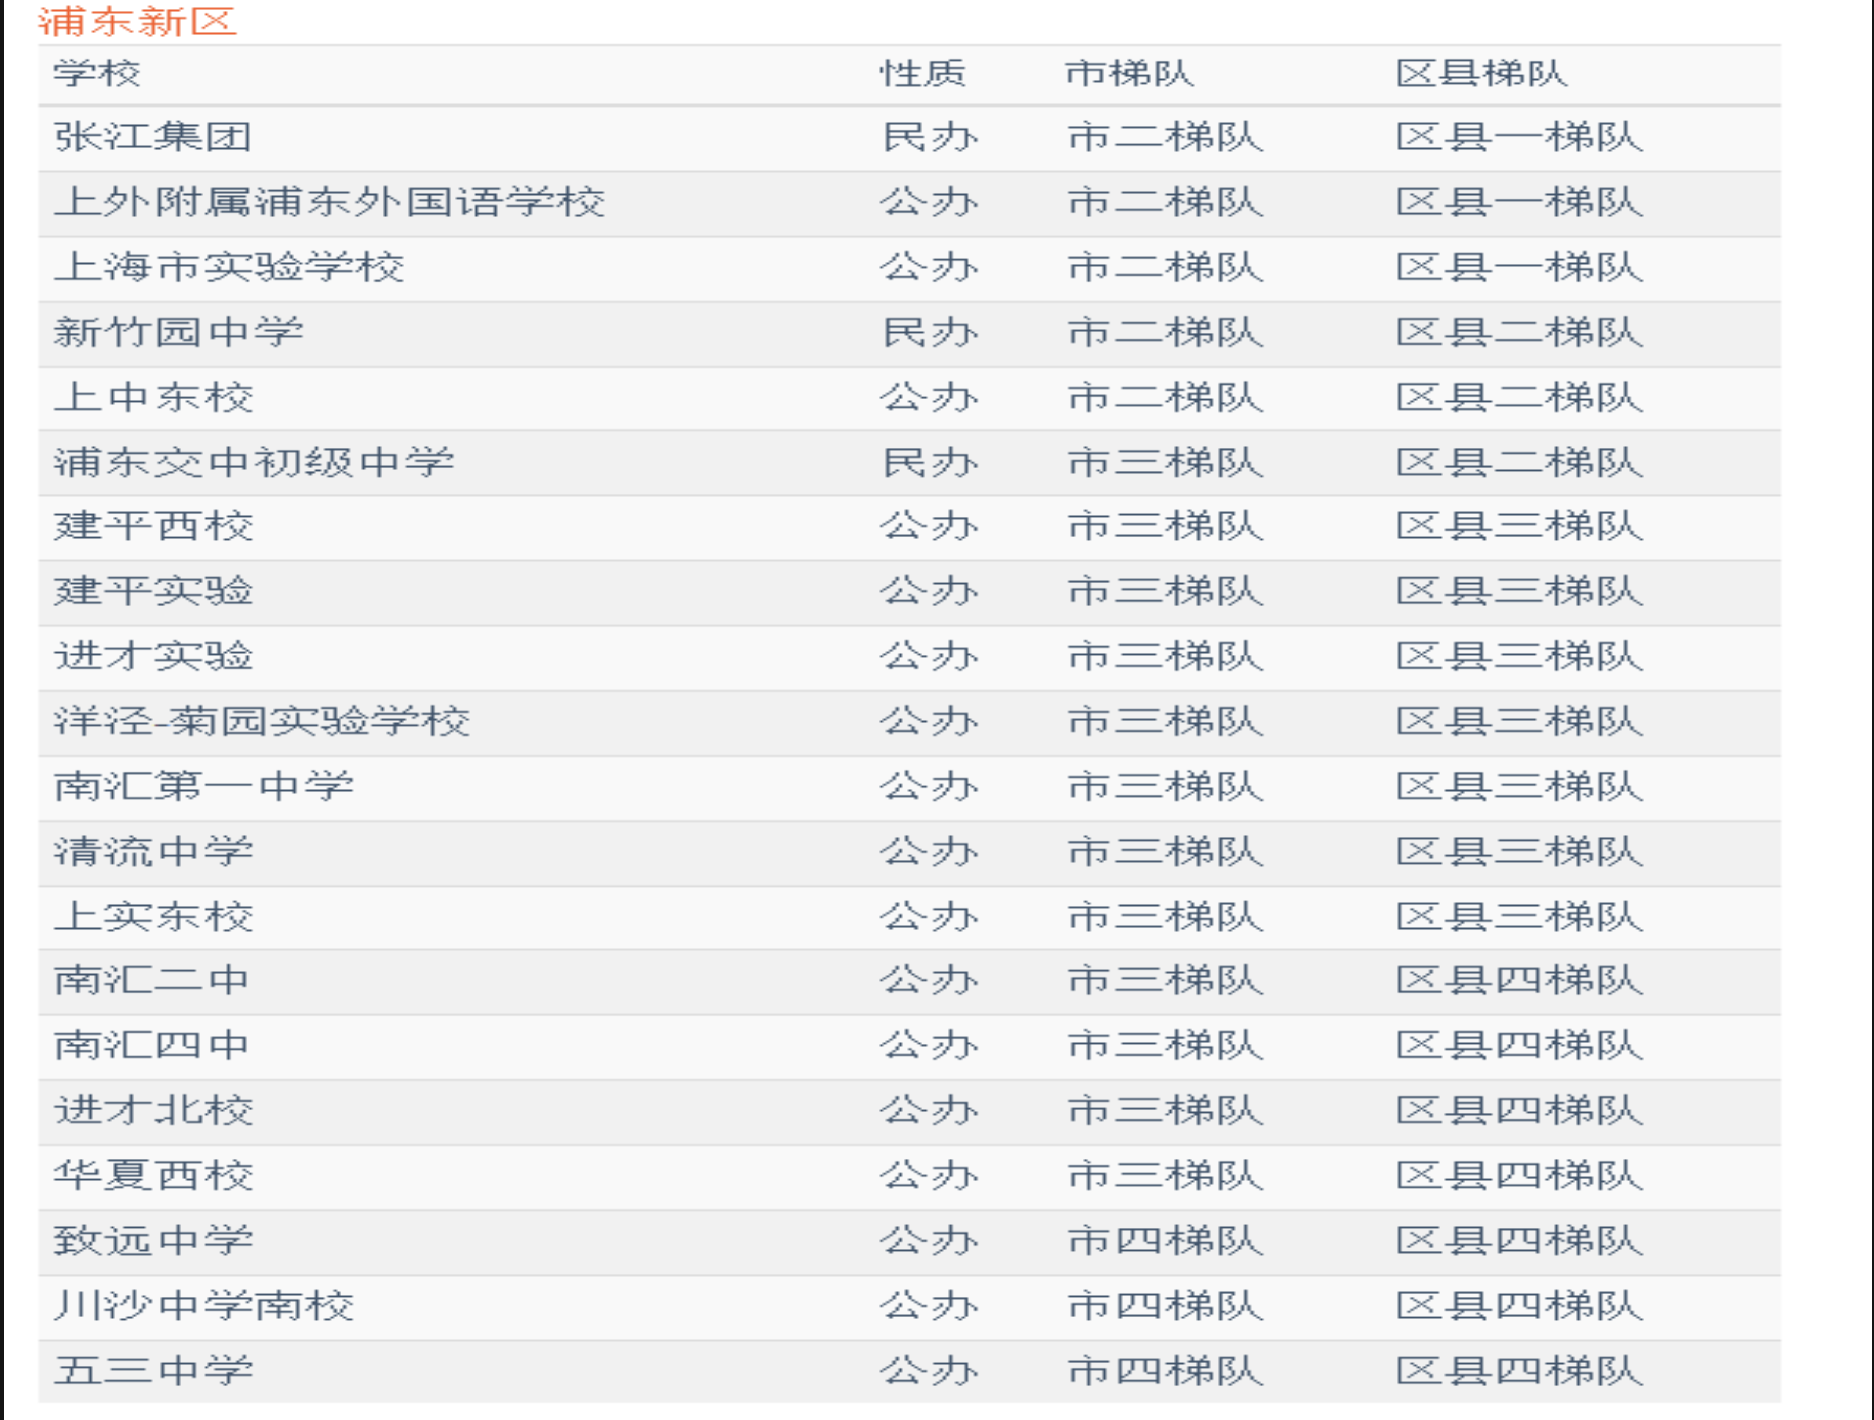 浦东新区
学校 性质 市梯队 区县梯队
张江集团 民办 市二梯队 区县一梯队
上外附属浦东外国语学校 公办 市二梯队 区县一梯队
上海市实验学校 公办 市二梯队 区县一梯队
新竹园中学 民办 市二梯队 区县二梯队
上中东校 公办 市二梯队 区县二梯队
浦东交中初级中学 民办 市三梯队 区县二梯队
建平西校 公办 市三梯队 区县三梯队
建平实验 公办 市三梯队 区县三梯队
进才实验 公办 市三梯队 区县三梯队
洋泾-菊园实验学校 公办 市三梯队 区县三梯队
南汇第一中学 公办 市三梯队 区县三梯队
清流中学 公办 市三梯队 区县三梯队
上实东校 公办 市三梯队 区县三梯队
南汇二中 公办 市三梯队 区县四梯队
南汇四中 公办 市三梯队 区县四梯队
进才北校 公办 市三梯队 区县四梯队
华夏西校 公办 市三梯队 区县四梯队
致远中学 公办 市四梯队 区县四梯队
川沙中学南校 公办 市四梯队 区县四梯队
五三中学 公办 市四梯队 区县四梯队